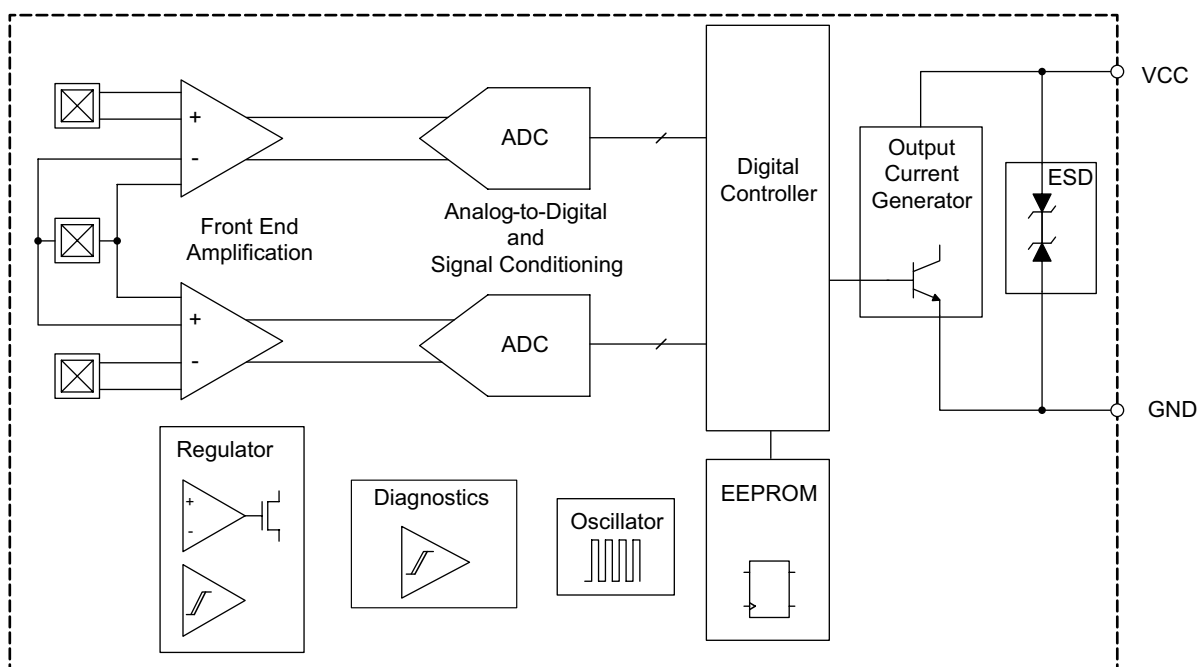 VCC
+
-
ADC
Digital
Controller
Output
Current
Generator
ESD
Front End
Amplification
Analog-to-Digital
and
Signal Conditioning
+
-
ADC
GND
Regulator
+
-
Diagnostics
Oscillator
EEPROM